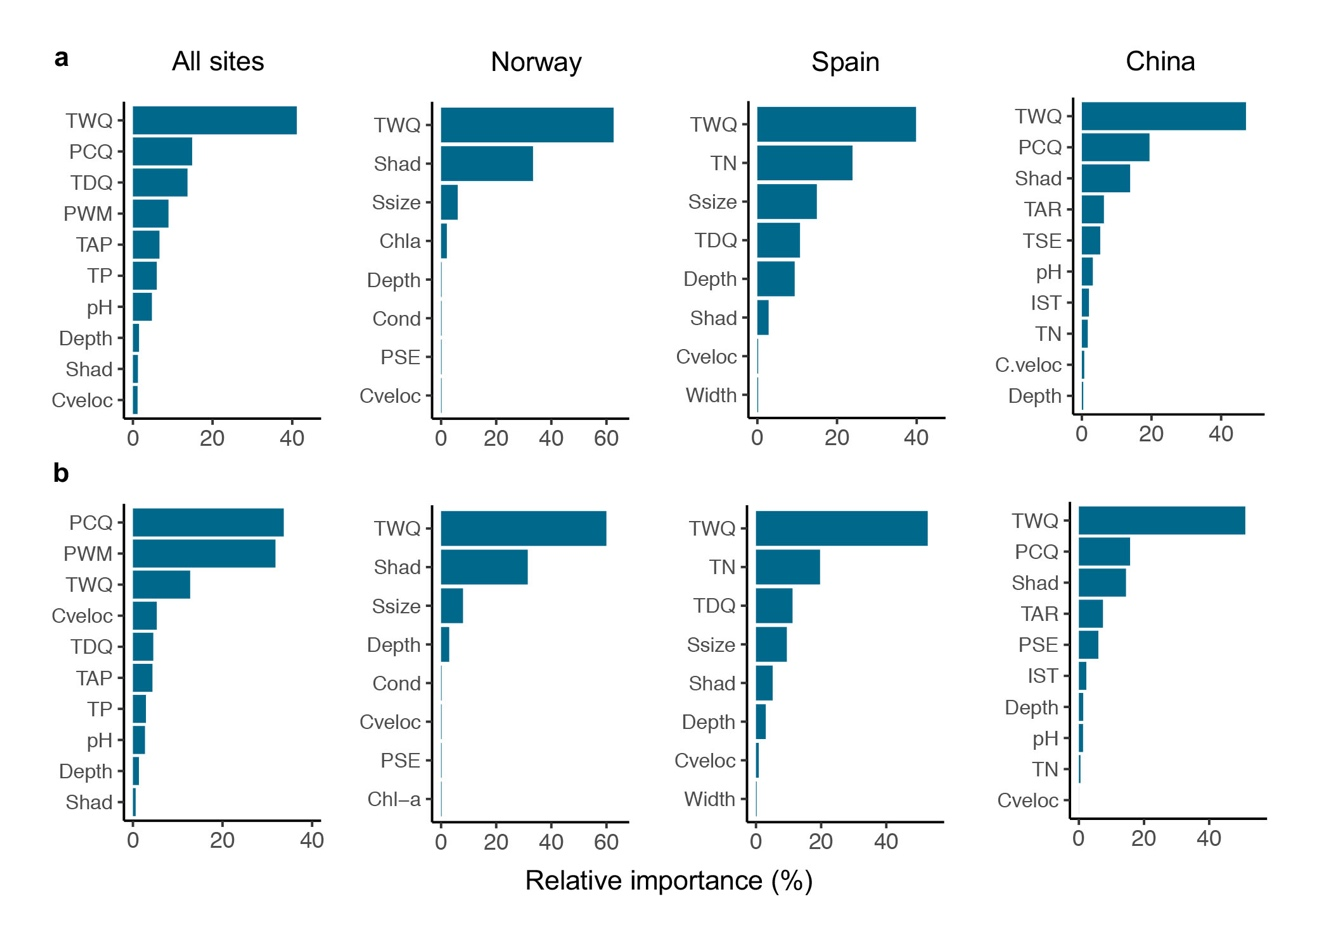 a
All sites
Norway
Spain
China
TWQ
PCQ
TDQ
PWM
TAP
TP
pH
Depth
Shad
Cveloc
0 20 40
TWQ
Shad
Ssize
Chla
Depth
Cond
PSE
Cveloc
0 20 40 60
TWQ
TN
Ssize
TDQ
Depth
Shad
Cveloc
Width
0 20 40
TWQ
PCQ
Shad
TAR
TSE
pH
IST
TN
C.veloc
Depth
0 20 40
b
PCQ
PWM
TWQ
Cveloc
TDQ
TAP
TP
pH
Depth
Shad
0 20 40
TWQ
Shad
Ssize
Depth
Cond
Cveloc
PSE
Chl−a
0 20 40 60
TWQ
TN
TDQ
Ssize
Shad
Depth
Cveloc
Width
0 20 40
TWQ
PCQ
Shad
TAR
PSE
IST
Depth
pH
TN
Cveloc
0 20 40
Relative importance (%)